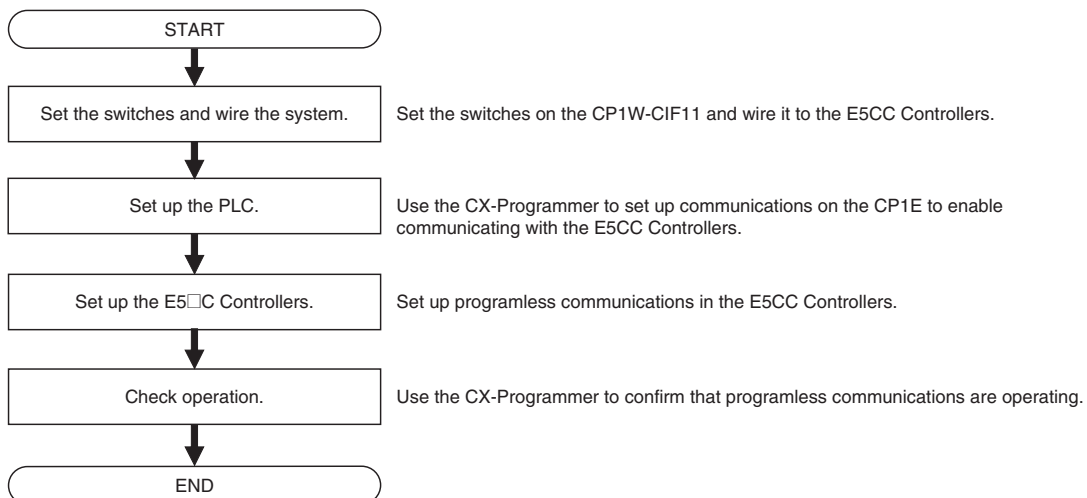 START
Set the switches and wire the system.
Set the switches on the CP1W-CIF11 and wire it to the E5CC Controllers.
Set up the PLC.
Use the CX-Programmer to set up communications on the CP1E to enable
communicating with the E5CC Controllers.
Set up the E5□C Controllers.
Set up programless communications in the E5CC Controllers.
Check operation.
Use the CX-Programmer to confirm that programless communications are operating.
END